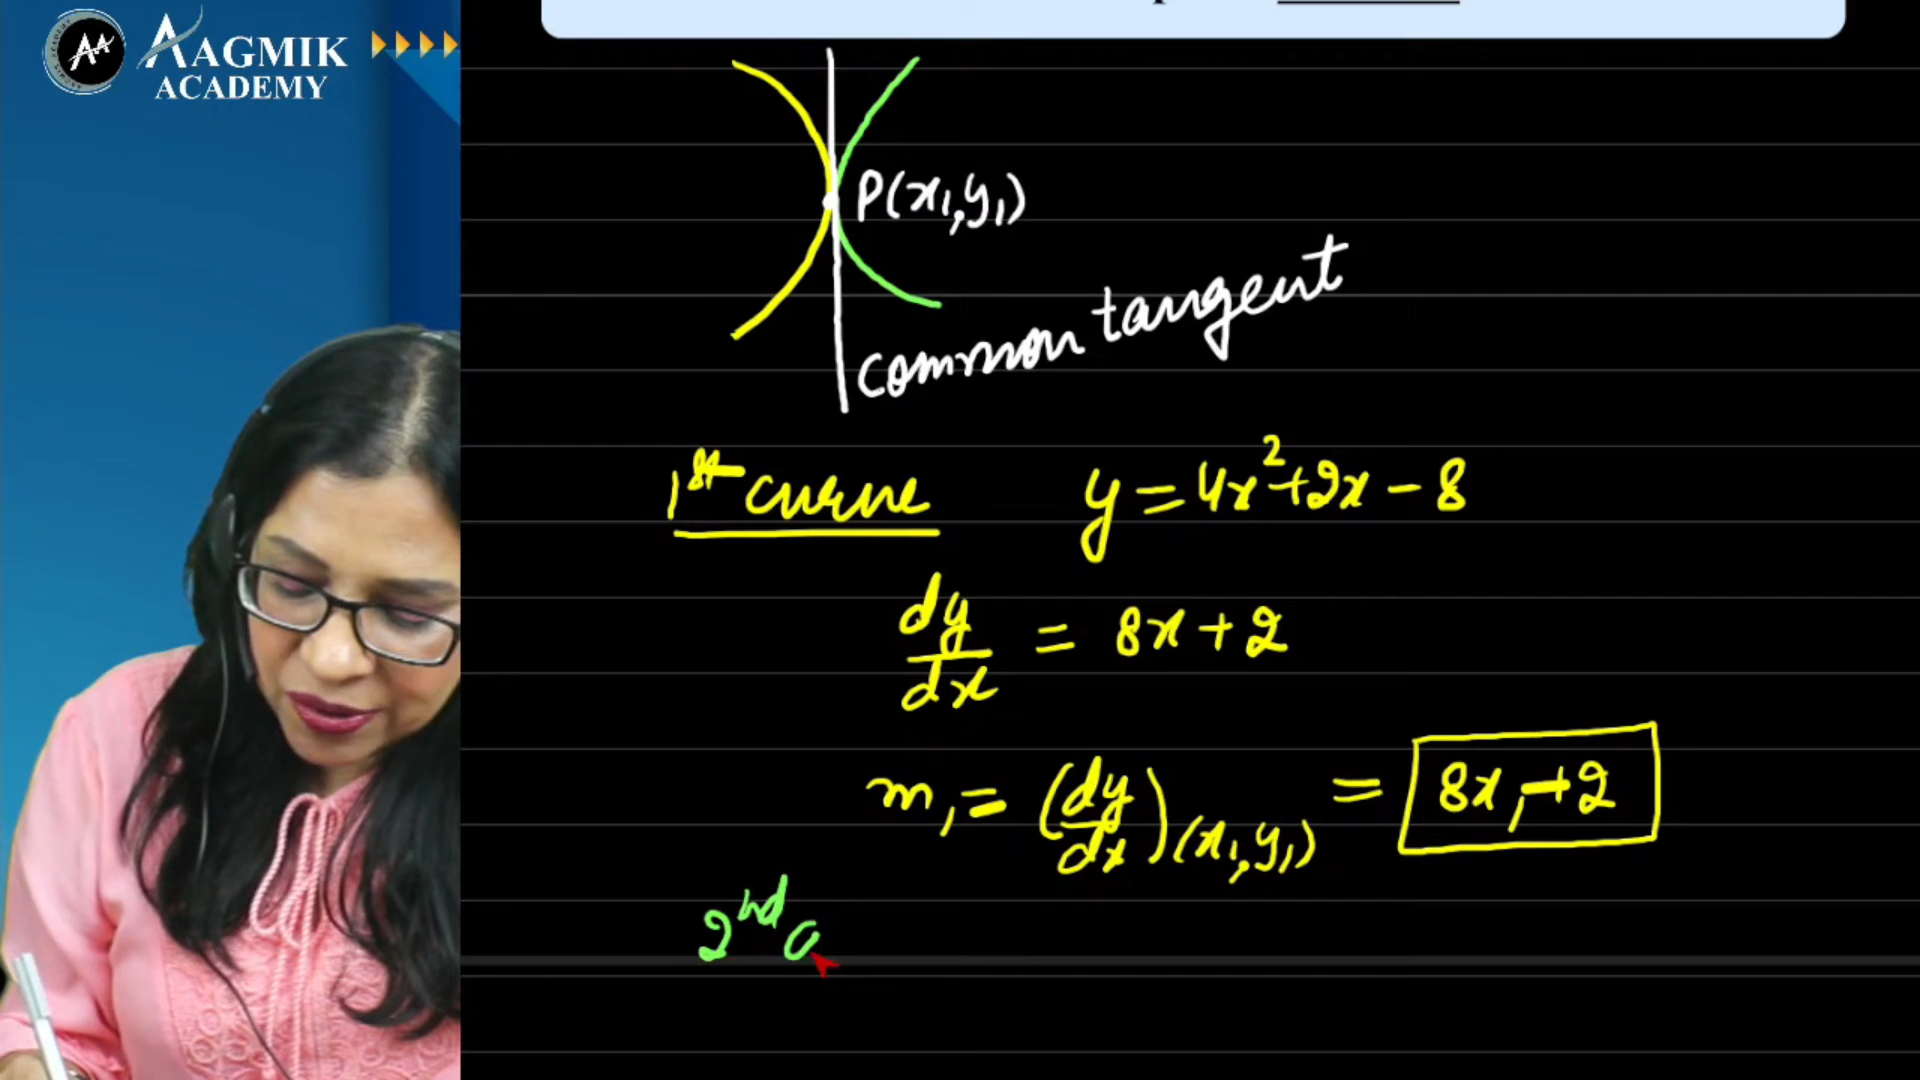 AAGMIK
ACADEMY
P(x₁,y₁)
common tangent
1st curve y = 4x² + 2x - 8
dy/dx = 8x + 2
m₁ = (dy/dx)(x₁,y₁) = 8x₁ + 2
2nd c